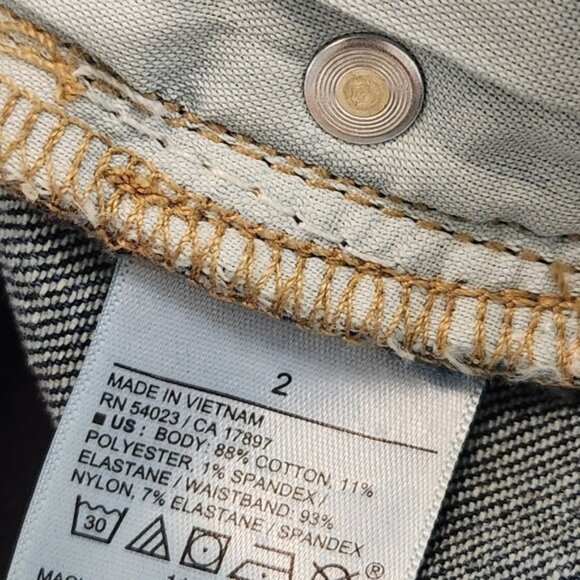 2
MADE IN VIETNAM
RN 54023 / CA 17897
■ US: BODY: 88% COTTON, 11%
POLYESTER, 1% SPANDEX /
ELASTANE / WAISTBAND: 93%
NYLON, 7% ELASTANE / SPANDEX
30 ®